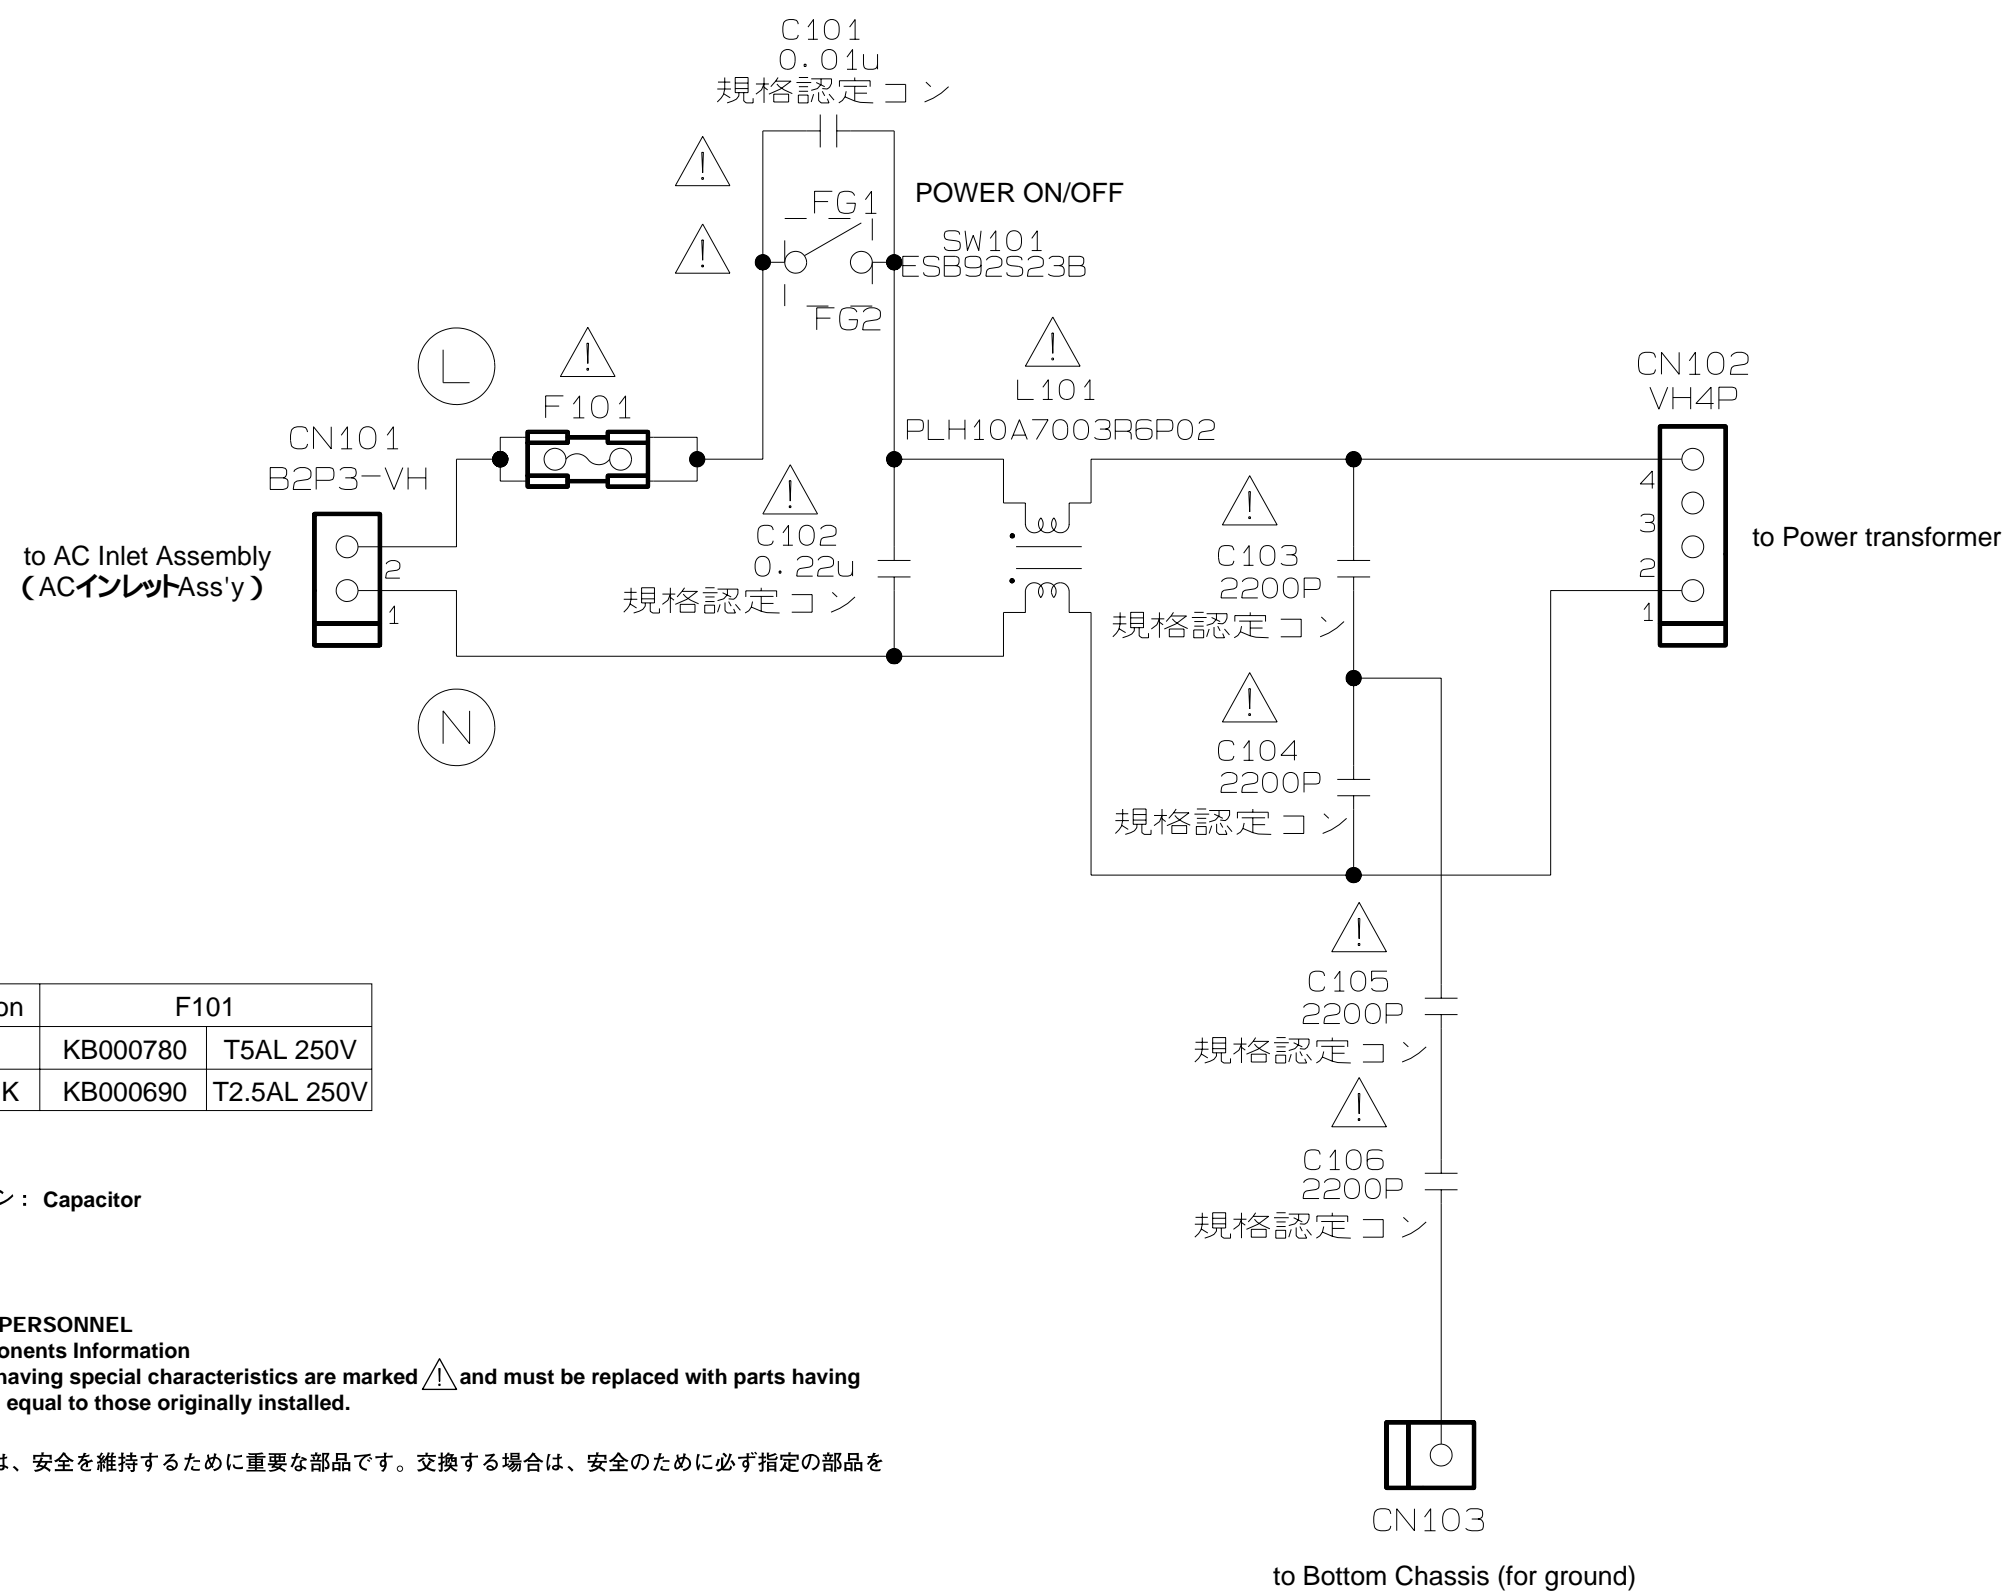 C101
0.01u
規格認定コン
FG1
POWER ON/OFF
SW101
ESB92S23B
FG2
L
F101
L101
PLH10A7003R6P02
CN101
B2P3-VH
CN102
VH4P
C102
0.22u
規格認定コン
to AC Inlet Assembly
(ACインレットAss'y)
2
1
C103
2200P
規格認定コン
4
3
2
1
to Power transformer
N
C104
2200P
規格認定コン
C105
2200P
規格認定コン
C106
2200P
規格認定コン
CN103
to Bottom Chassis (for ground)
on F101
KB000780 T5AL 250V
K KB000690 T2.5AL 250V
ン : Capacitor
PERSONNEL
onents Information
having special characteristics are marked ! and must be replaced with parts having
equal to those originally installed.
は、安全を維持するために重要な部品です。交換する場合は、安全のために必ず指定の部品を